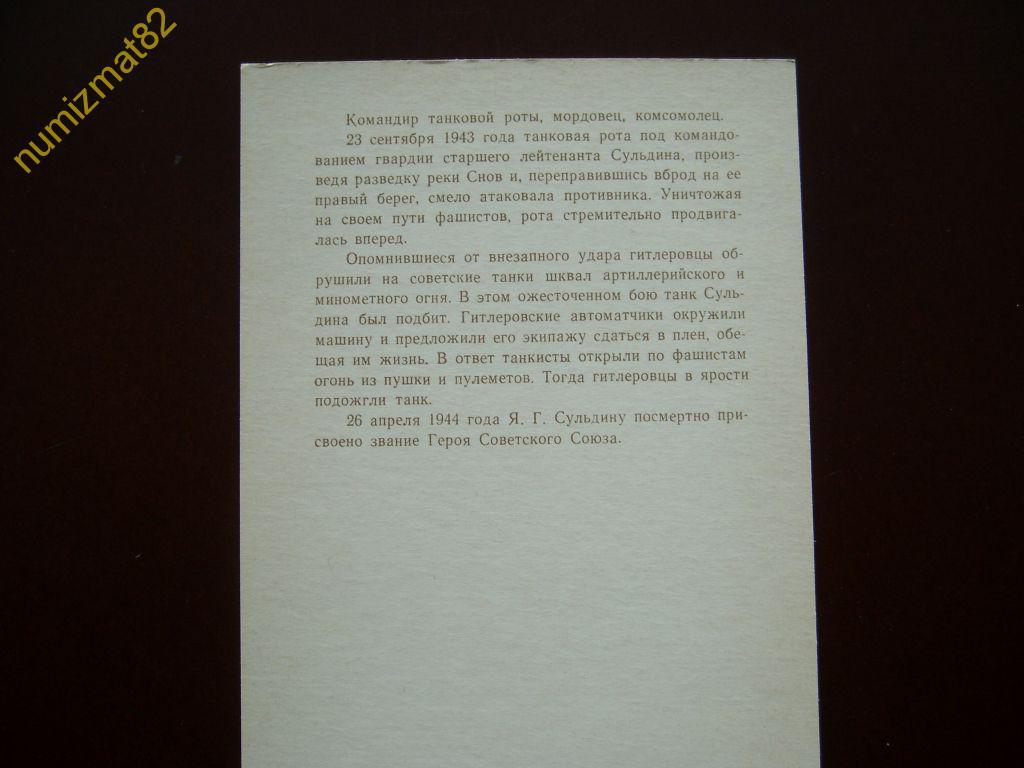 numizmat82
Командир танковой роты, мордовец, комсомолец.
23 сентября 1943 года танковая рота под командо-
ванием гвардии старшего лейтенанта Сульдина, произ-
ведя разведку реки Снов и, переправившись вброд на ее
правый берег, смело атаковала противника. Уничтожая
на своем пути фашистов, рота стремительно продвига-
лась вперед.
Опомнившиеся от внезапного удара гитлеровцы об-
рушили на советские танки шквал артиллерийского и
минометного огня. В этом ожесточенном бою танк Суль-
дина был подбит. Гитлеровские автоматчики окружили
машину и предложили его экипажу сдаться в плен, обе-
щая им жизнь. В ответ танкисты открыли по фашистам
огонь из пушки и пулеметов. Тогда гитлеровцы в ярости
подожгли танк.
26 апреля 1944 года Я. Г. Сульдину посмертно при-
своено звание Героя Советского Союза.